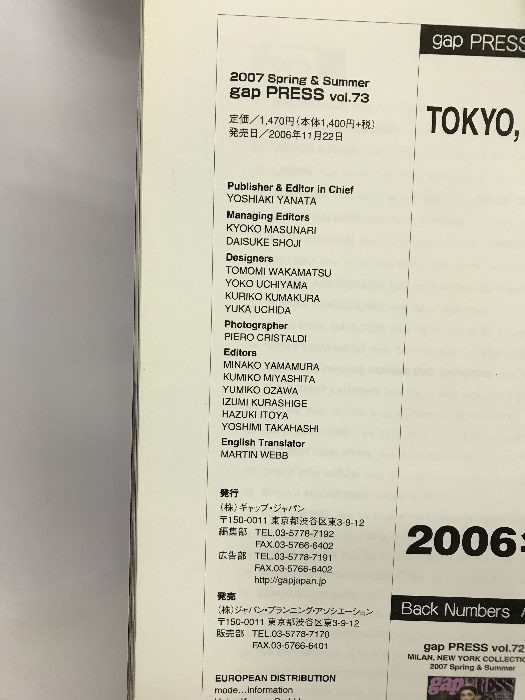 2007 Spring & Summer
gap PRESS vol.73
定価/1,470円(本体1,400円+税)
発売日/2006年11月22日
Publisher & Editor in Chief
YOSHIAKI YANATA
Managing Editors
KYOKO MASUNARI
DAISUKE SHOJI
Designers
TOMOMI WAKAMATSU
YOKO UCHIYAMA
KURIKO KUMAKURA
YUKA UCHIDA
Photographer
PIERO CRISTALDI
Editors
MINAKO YAMAMURA
KUMIKO MIYASHITA
YUMIKO OZAWA
IZUMI KURASHIGE
HAZUKI ITOYA
YOSHIMI TAKAHASHI
English Translator
MARTIN WEBB
発行
(株)ギャップ・ジャパン
〒150-0011 東京都渋谷区東3-9-12
編集部 TEL.03-5778-7192
FAX.03-5766-6402
広告部 TEL.03-5778-7191
FAX.03-5766-6402
http://gapjapan.jp
発売
(株)ジャパン・プランニング・アソシエーション
〒150-0011 東京都渋谷区東3-9-12
販売部 TEL.03-5778-7170
FAX.03-5766-6401
EUROPEAN DISTRIBUTION
mode...information
gap PRESS
TOKYO,
2006
Back Numbers
gap PRESS vol.72
MILAN, NEW YORK COLLECTIO
2007 Spring & Summer
gap PRESS